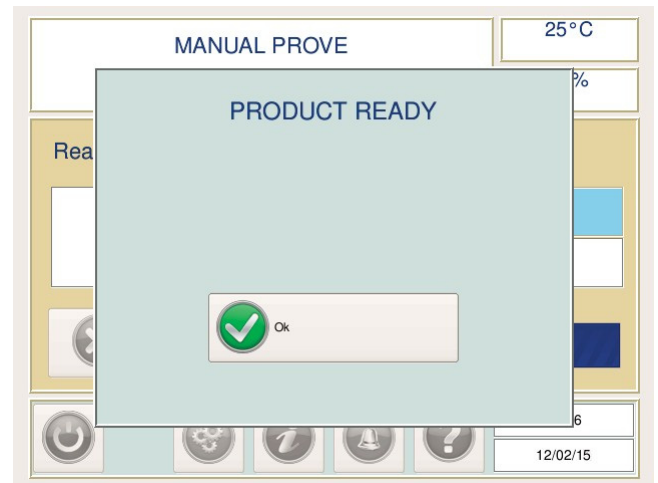 MANUAL PROVE
25°C
%
PRODUCT READY
Rea
Ok
6
12/02/15